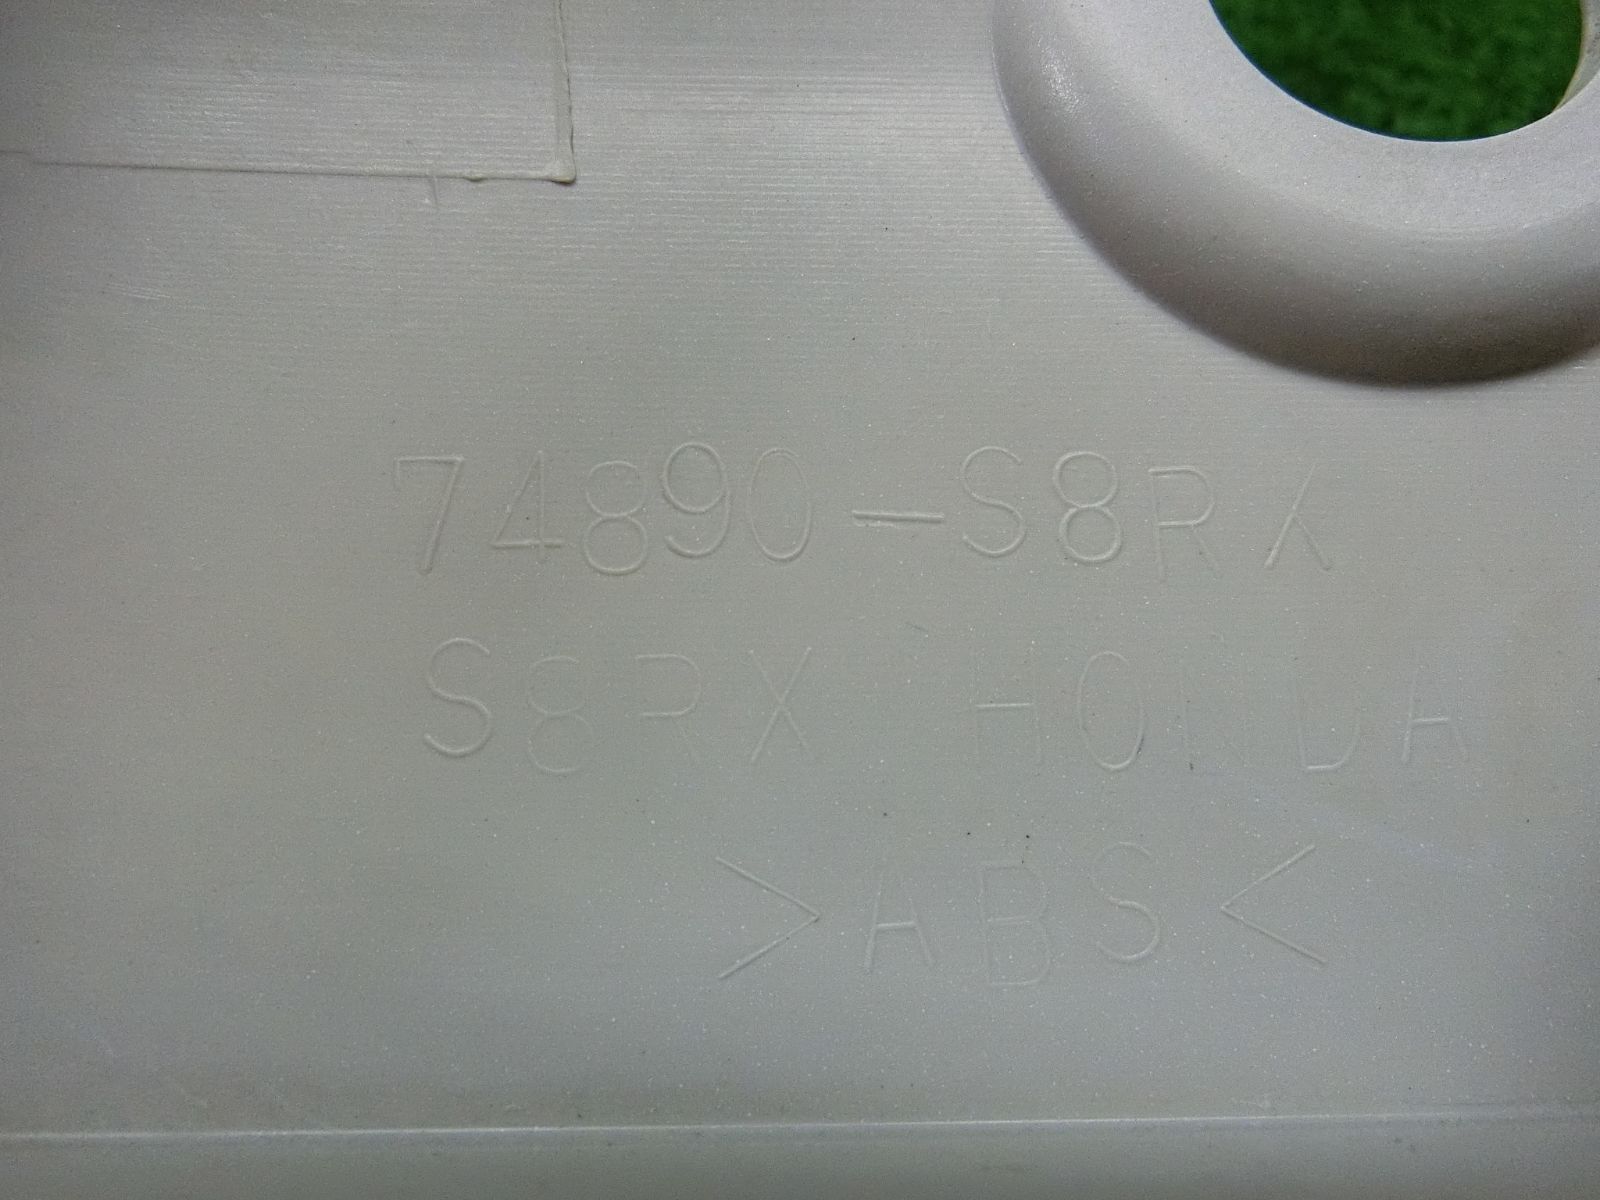 74890-S8RX
S8RX HONDA
>ABS<